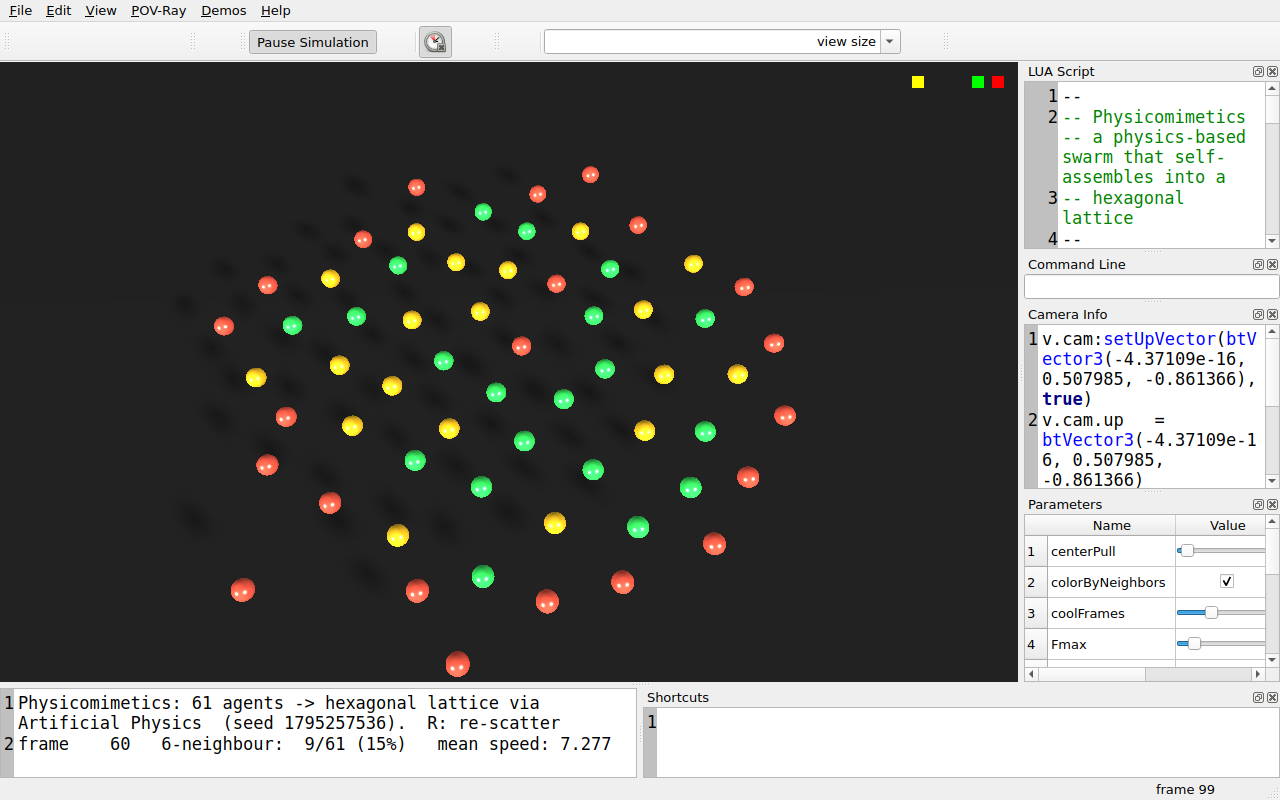 File Edit View POV-Ray Demos Help
Pause Simulation
view size
LUA Script
1 --
2 -- Physicomimetics
-- a physics-based
swarm that self-
assembles into a
3 -- hexagonal
lattice
4 --
Command Line
Camera Info
1 v.cam:setUpVector(btV
ector3(-4.37109e-16,
0.507985, -0.861366),
true)
2 v.cam.up   =
btVector3(-4.37109e-1
6, 0.507985,
-0.861366)
Parameters
Name Value
1 centerPull
2 colorByNeighbors
3 coolFrames
4 Fmax
1 Physicomimetics: 61 agents -> hexagonal lattice via
Artificial Physics  (seed 1795257536).  R: re-scatter
2 frame    60   6-neighbour:  9/61 (15%)   mean speed: 7.277
Shortcuts
1
frame 99